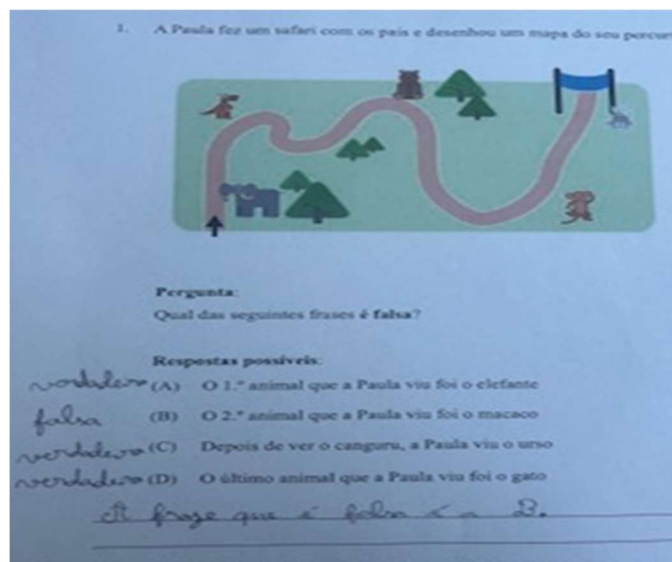 1. A Paula fez um safari com os pais e desenhou um mapa do seu percur
Pergunta:
Qual das seguintes frases é falsa?
Respostas possíveis:
verdadeiro (A) O 1.º animal que a Paula viu foi o elefante
falsa (B) O 2.º animal que a Paula viu foi o macaco
verdadeiro (C) Depois de ver o canguru, a Paula viu o urso
verdadeiro (D) O último animal que a Paula viu foi o gato
A fraze que é falsa é a B.